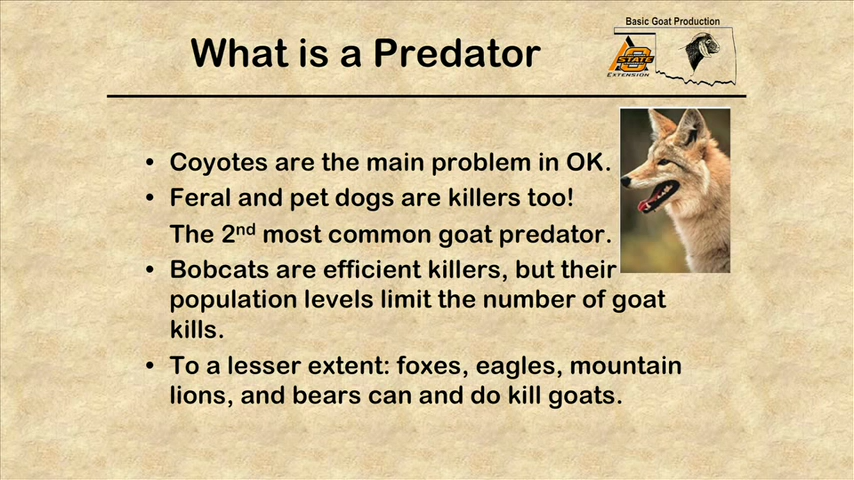 Basic Goat Production
What is a Predator
STATE
EXTENSION
• Coyotes are the main problem in OK.
• Feral and pet dogs are killers too!
The 2nd most common goat predator.
• Bobcats are efficient killers, but their
population levels limit the number of goat
kills.
• To a lesser extent: foxes, eagles, mountain
lions, and bears can and do kill goats.